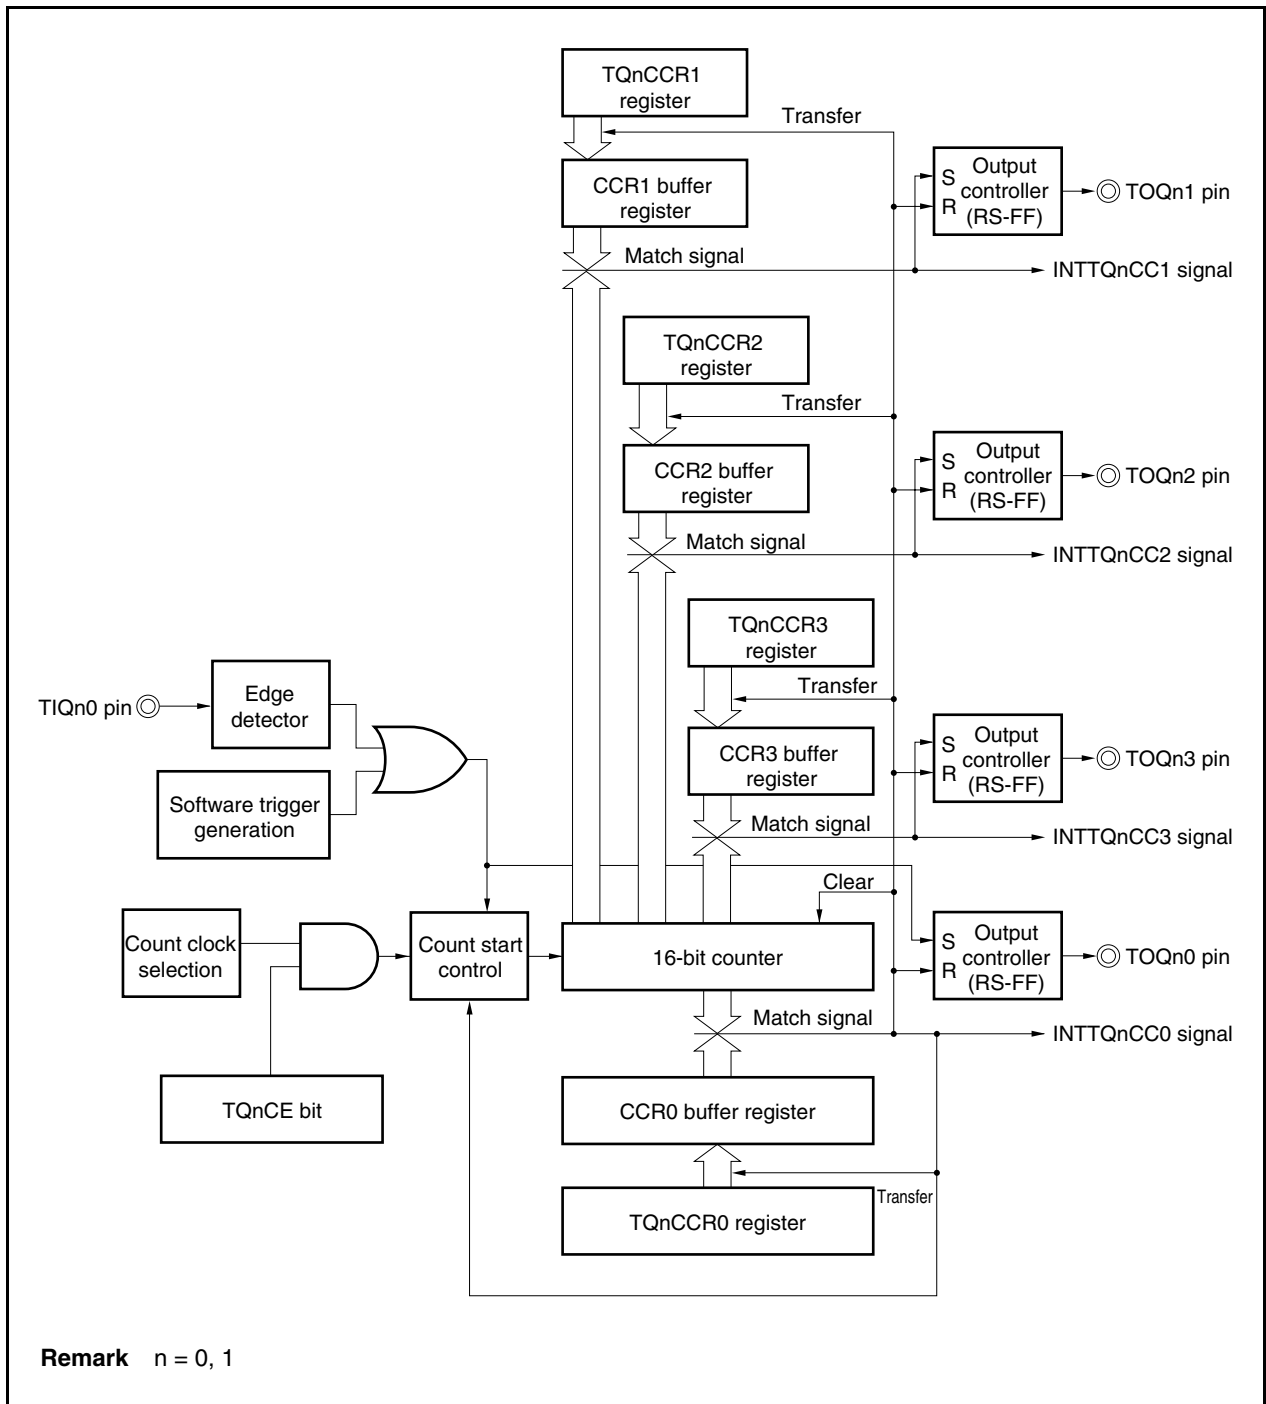 TQnCCR1
register
Transfer
CCR1 buffer
register
S
R
Output
controller
(RS-FF)
TOQn1 pin
Match signal
INTTQnCC1 signal
TQnCCR2
register
Transfer
CCR2 buffer
register
S
R
Output
controller
(RS-FF)
TOQn2 pin
Match signal
INTTQnCC2 signal
TQnCCR3
register
Transfer
TIQn0 pin
Edge
detector
CCR3 buffer
register
S
R
Output
controller
(RS-FF)
TOQn3 pin
Software trigger
generation
Match signal
INTTQnCC3 signal
Clear
Count clock
selection
Count start
control
16-bit counter
S
R
Output
controller
(RS-FF)
TOQn0 pin
Match signal
INTTQnCC0 signal
TQnCE bit
CCR0 buffer register
Transfer
TQnCCR0 register
Remark n = 0, 1